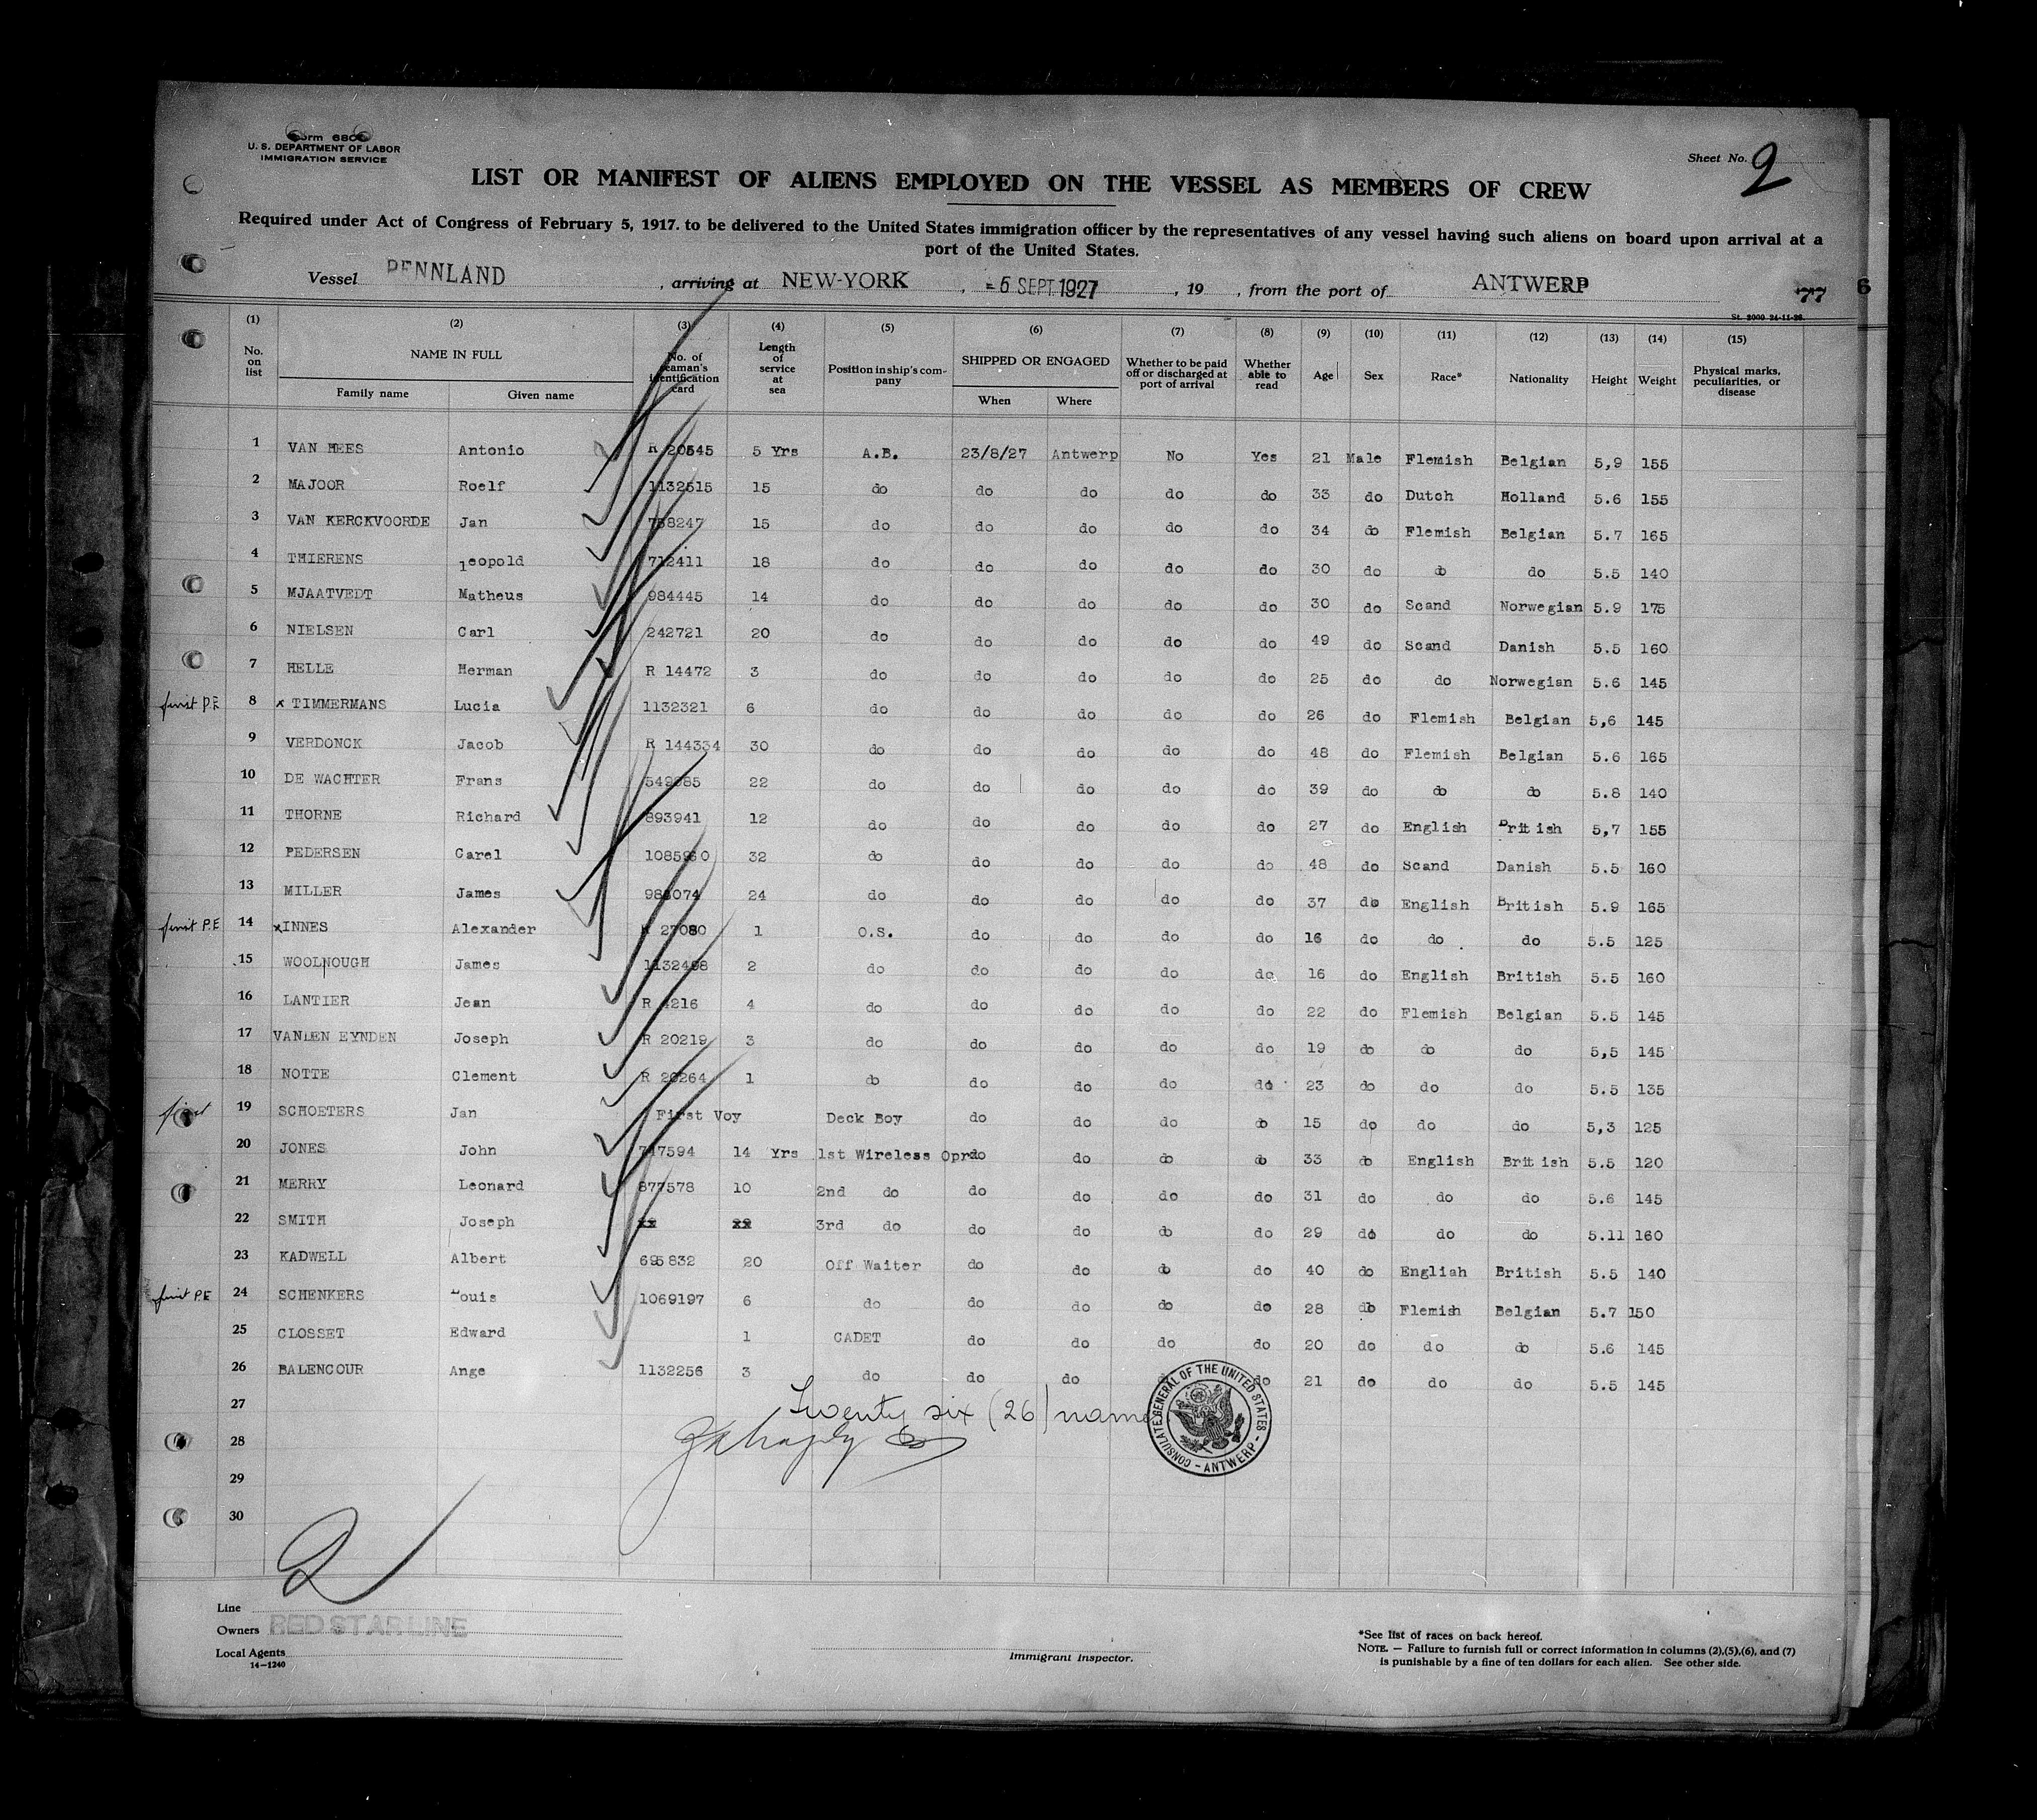 Form 680
U. S. DEPARTMENT OF LABOR
IMMIGRATION SERVICE
Sheet No. 2
LIST OR MANIFEST OF ALIENS EMPLOYED ON THE VESSEL AS MEMBERS OF CREW
Required under Act of Congress of February 5, 1917. to be delivered to the United States immigration officer by the representatives of any vessel having such aliens on board upon arrival at a
port of the United States.
Vessel PENNLAND, arriving at NEW-YORK, - 5 SEPT 1927, 19 , from the port of ANTWERP 77 6
St. 2000 24-11-26.
(1) (2) (3) (4) (5) (6) (7) (8) (9) (10) (11) (12) (13) (14) (15)
No. on list NAME IN FULL Family name Given name No. of seaman's identification card Length of service at sea Position in ship's company SHIPPED OR ENGAGED When Where Whether to be paid off or discharged at port of arrival Whether able to read Age Sex Race* Nationality Height Weight Physical marks, peculiarities, or disease
1 VAN HEES Antonio R 20545 5 Yrs A.B. 23/8/27 Antwerp No Yes 21 Male Flemish Belgian 5,9 155
2 MAJOOR Roelf 1132515 15 do do do do do 33 do Dutch Holland 5.6 155
3 VAN KERCKVOORDE Jan 758247 15 do do do do do 34 do Flemish Belgian 5.7 165
4 THIERENS leopold 712411 18 do do do do do 30 do do do 5.5 140
5 MJAATVEDT Matheus 984445 14 do do do do do 30 do Scand Norwegian 5.9 175
6 NIELSEN Carl 242721 20 do do do do do 49 do Scand Danish 5.5 160
7 HELLE Herman R 14472 3 do do do do do 25 do do Norwegian 5.6 145
first P.E 8 x TIMMERMANS Lucia 1132321 6 do do do do do 26 do Flemish Belgian 5,6 145
9 VERDONCK Jacob R 144334 30 do do do do do 48 do Flemish Belgian 5.6 165
10 DE WACHTER Frans 549885 22 do do do do do 39 do do do 5.8 140
11 THORNE Richard 893941 12 do do do do do 27 do English British 5,7 155
12 PEDERSEN Carel 32 do do do do do 48 do Scand Danish 5.5 160
13 MILLER James 24 do do do do do 37 do English British 5.9 165
first P.E 14 x INNES Alexander R 27080 1 O.S. do do do do 16 do do do 5.5 125
15 WOOLNOUGH James 1132498 2 do do do do do 16 do English British 5.5 160
16 LANTIER Jean R 4216 4 do do do do do 22 do Flemish Belgian 5.5 145
17 VANDEN EYNDEN Joseph R 20219 3 do do do do do 19 do do do 5,5 145
18 NOTTE Clement R 20264 1 do do do do do 23 do do do 5.5 135
first 19 SCHOETERS Jan First Voy Deck Boy do do do do 15 do do do 5,3 125
20 JONES John 747594 14 Yrs 1st Wireless Opr do do do do 33 do English British 5.5 120
21 MERRY Leonard 877578 10 2nd do do do do do 31 do do do 5.6 145
22 SMITH Joseph 3rd do do do do do 29 do do do 5.11 160
23 KADWELL Albert 695832 20 Off Waiter do do do do 40 do English British 5.5 140
first P.E 24 SCHENKERS Louis 1069197 6 do do do do do 28 do Flemish Belgian 5.7 150
25 CLOSSET Edward 1 CADET do do do do 20 do do do 5.6 145
26 BALENCOUR Ange 1132256 3 do do do do 21 do do do 5.5 145
27 Twenty six (26) names
28
29
30
CONSULATE GENERAL OF THE UNITED STATES - ANTWERP -
2
Line
Owners RED STAR LINE
Local Agents
14-1240
Immigrant Inspector.
*See list of races on back hereof.
NOTE. — Failure to furnish full or correct information in columns (2),(5),(6), and (7)
is punishable by a fine of ten dollars for each alien. See other side.